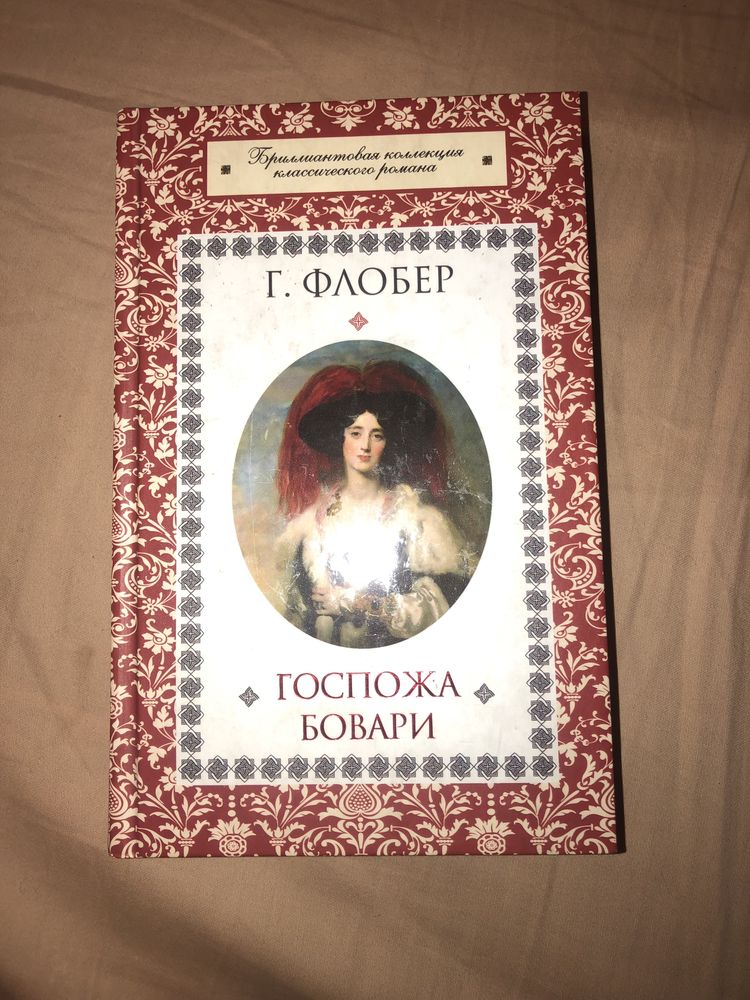 Бриллиантовая коллекция
классического романа
Г. ФЛОБЕР
ГОСПОЖА
БОВАРИ